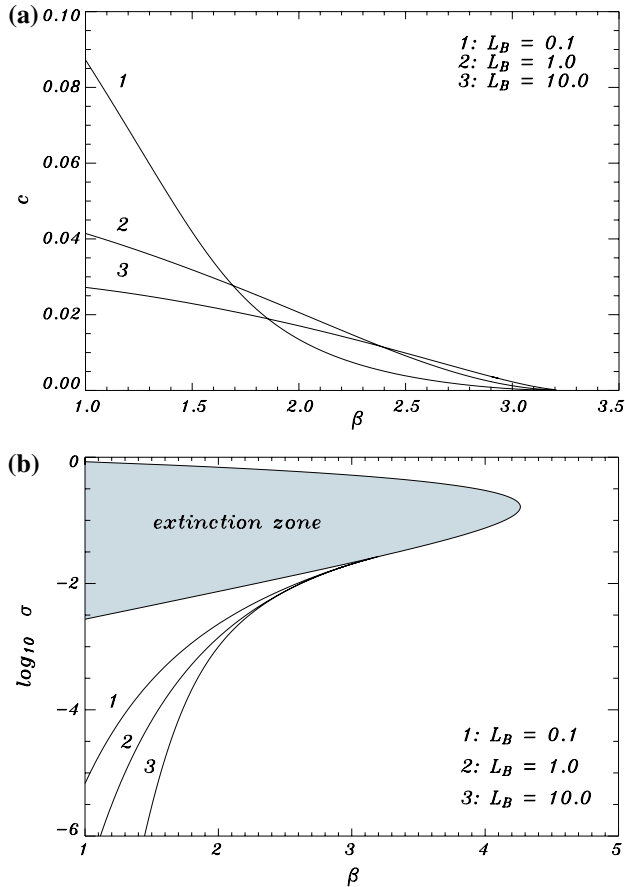 (a)
0.10
0.08
0.06
0.04
0.02
0.00
c
1
2
3
1: L_B = 0.1
2: L_B = 1.0
3: L_B = 10.0
1.0 1.5 2.0 2.5 3.0 3.5
β
(b)
0
−2
−4
−6
log₁₀ σ
extinction zone
1
2
3
1: L_B = 0.1
2: L_B = 1.0
3: L_B = 10.0
1 2 3 4 5
β